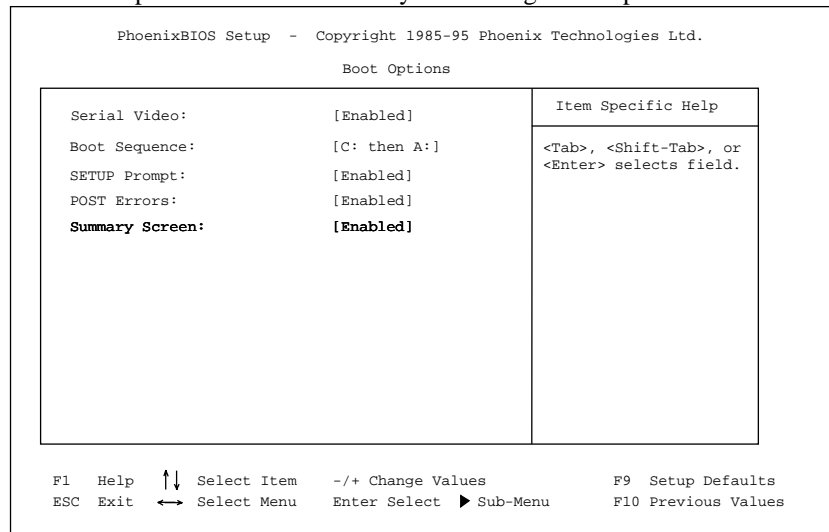 PhoenixBIOS Setup - Copyright 1985-95 Phoenix Technologies Ltd.
Boot Options
Serial Video: [Enabled]
Boot Sequence: [C: then A:]
SETUP Prompt: [Enabled]
POST Errors: [Enabled]
Summary Screen: [Enabled]
Item Specific Help
<Tab>, <Shift-Tab>, or
<Enter> selects field.
F1 Help ↑↓ Select Item -/+ Change Values F9 Setup Defaults
ESC Exit ↔ Select Menu Enter Select ▶ Sub-Menu F10 Previous Values